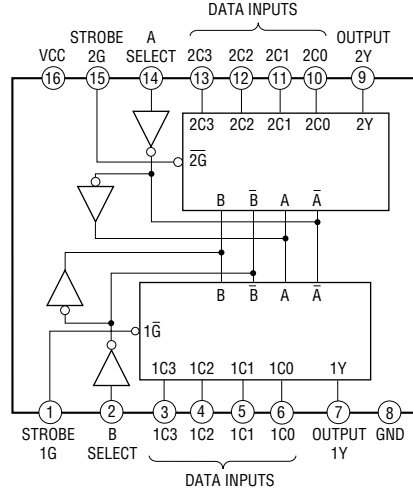 DATA INPUTS
STROBE A OUTPUT
VCC 2G SELECT 2C3 2C2 2C1 2C0 2Y
16 15 14 13 12 11 10 9
2C3 2C2 2C1 2C0 2Y
2G̅
B B̅ A A̅
B B̅ A A̅
1G̅
1C3 1C2 1C1 1C0 1Y
1 2 3 4 5 6 7 8
STROBE B 1C3 1C2 1C1 1C0 OUTPUT GND
1G SELECT 1Y
DATA INPUTS